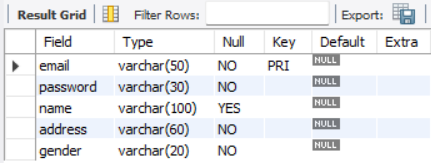 Result Grid Filter Rows: Export:
Field Type Null Key Default Extra
email varchar(50) NO PRI NULL
password varchar(30) NO NULL
name varchar(100) YES NULL
address varchar(60) NO NULL
gender varchar(20) NO NULL